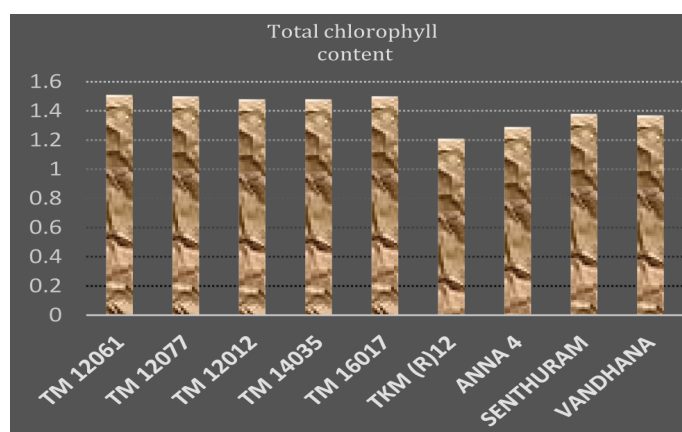 Total chlorophyll
content
1.6
1.4
1.2
1
0.8
0.6
0.4
0.2
0
TM 12061
TM 12077
TM 12012
TM 14035
TM 16017
TKM (R)12
ANNA 4
SENTHURAM
VANDHANA